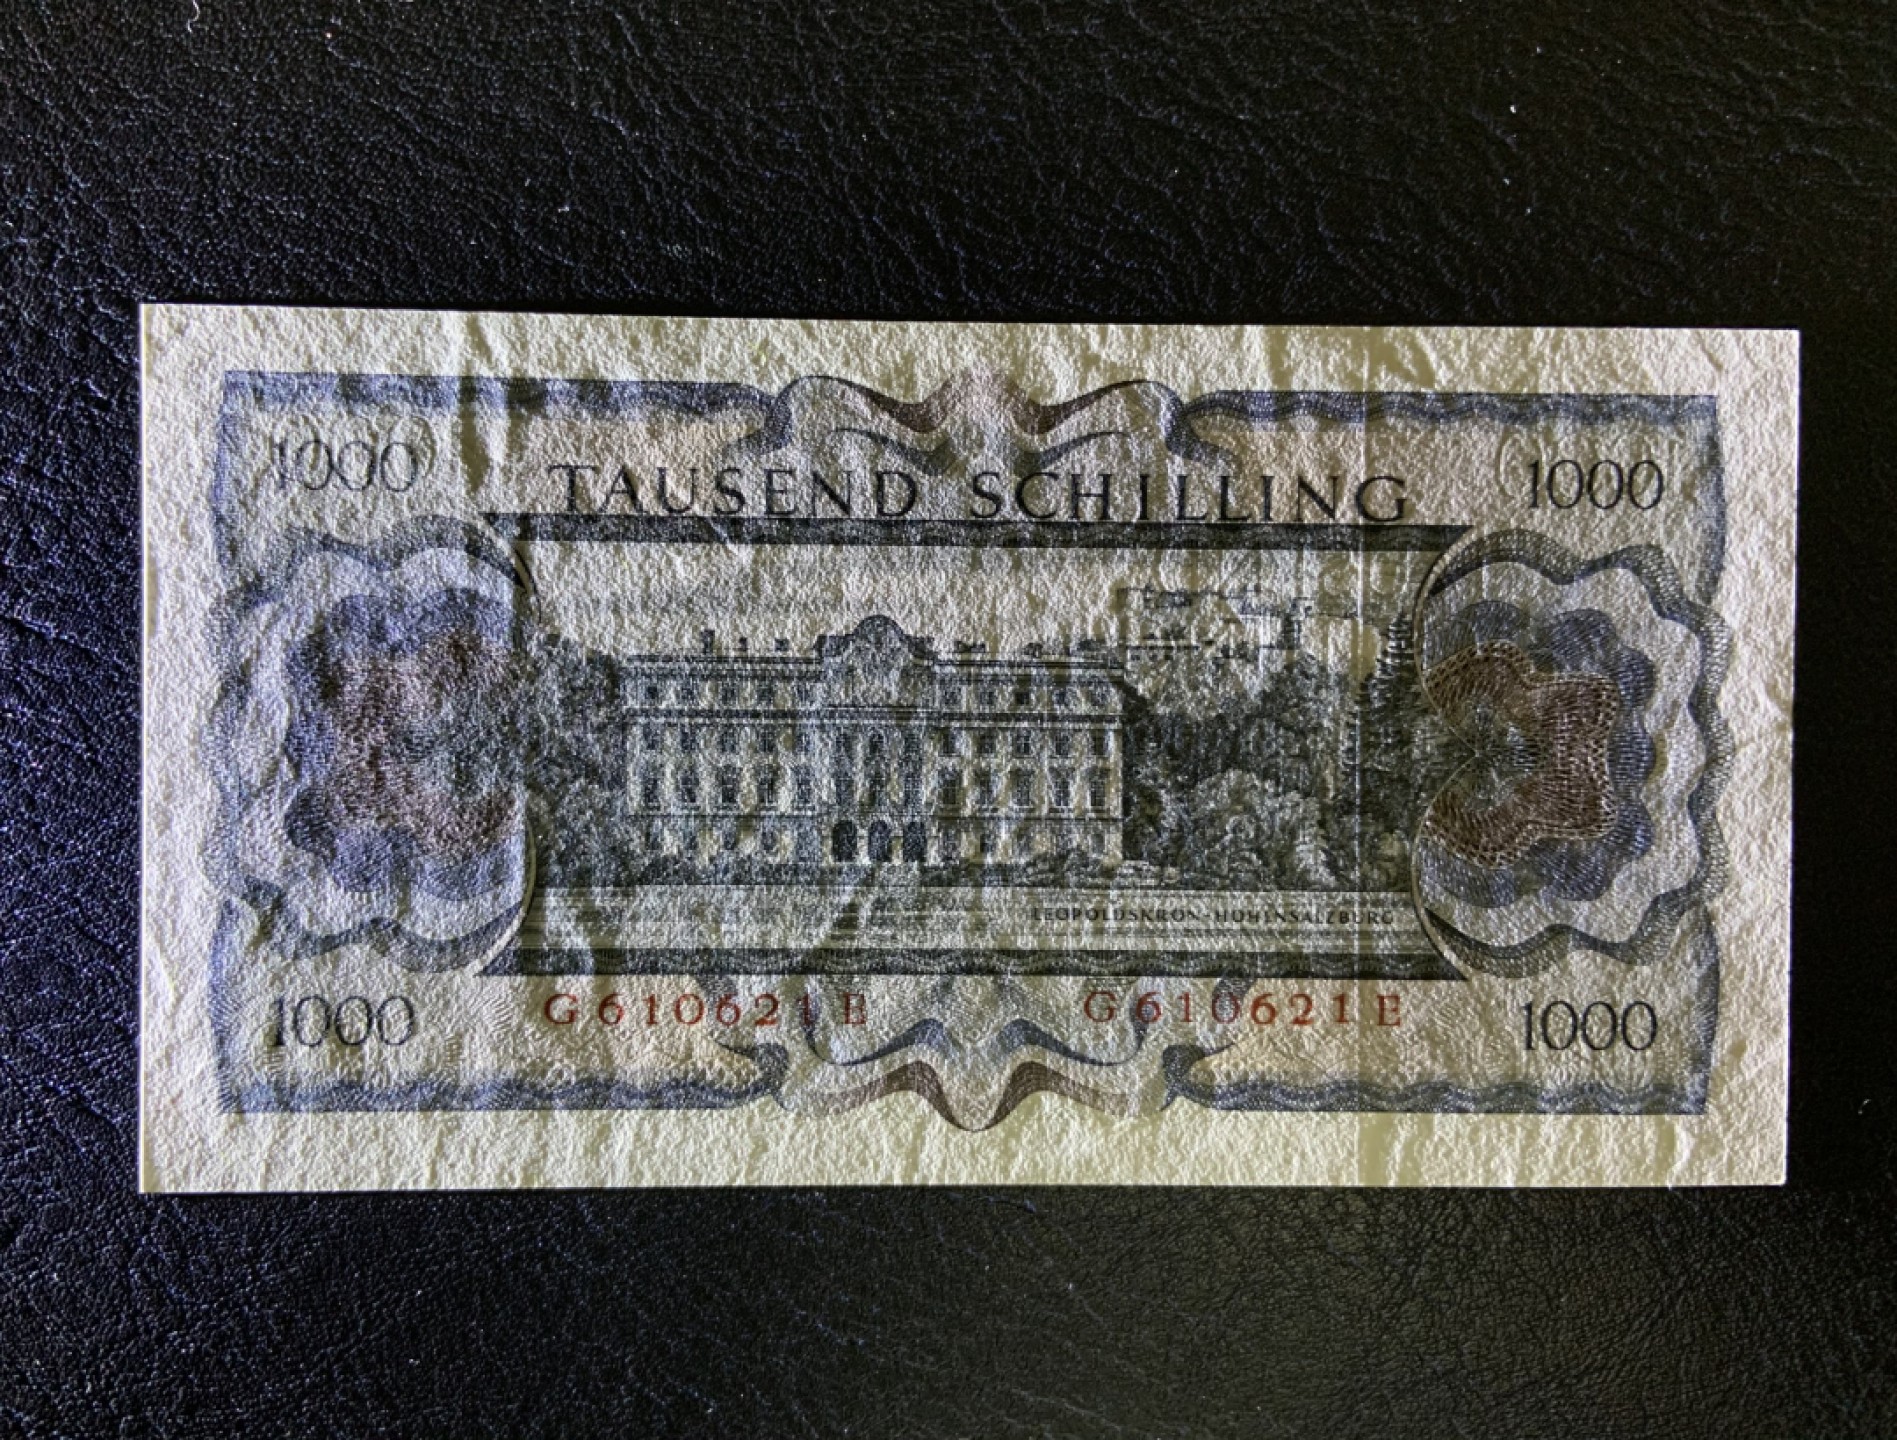 1000 1000
TAUSEND SCHILLING
LEOPOLDSKRON-HOHENSALZBURG
G610621E G610621E
1000 1000